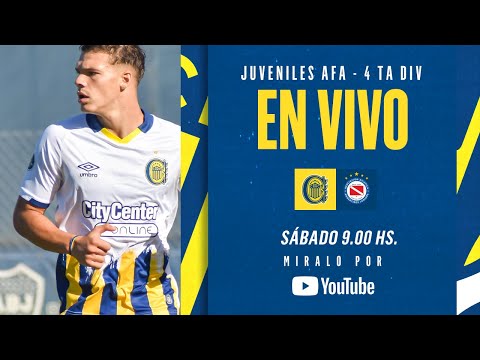 JUVENILES AFA - 4 TA DIV
EN VIVO
SÁBADO 9.00 HS.
MIRALO POR
YouTube
umbro
CityCenter
ONLINE